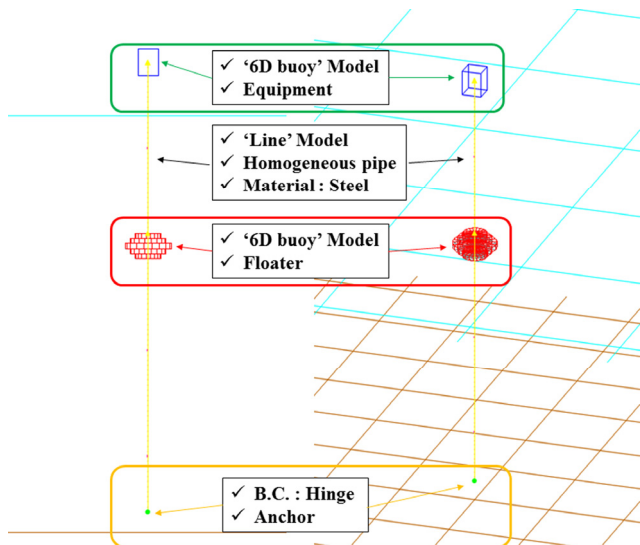 ✓ ‘6D buoy’ Model
✓ Equipment
✓ ‘Line’ Model
✓ Homogeneous pipe
✓ Material : Steel
✓ ‘6D buoy’ Model
✓ Floater
✓ B.C. : Hinge
✓ Anchor